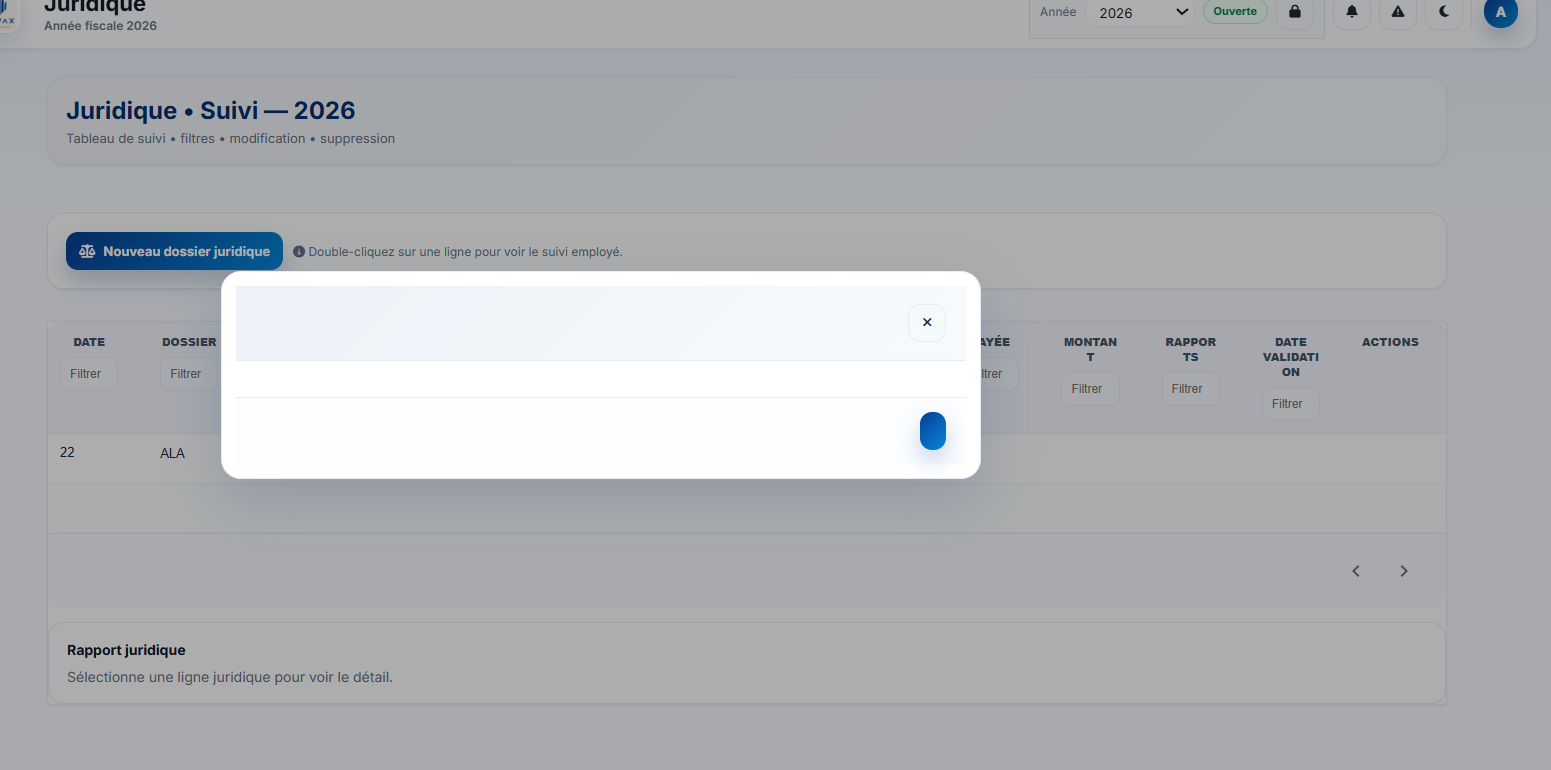 Juridique
Année fiscale 2026
Année
2026
Ouverte
A
Juridique • Suivi — 2026
Tableau de suivi • filtres • modification • suppression
Nouveau dossier juridique
Double-cliquez sur une ligne pour voir le suivi employé.
×
DATE
DOSSIER
AYÉE
MONTAN
T
RAPPOR
TS
DATE
VALIDATI
ON
ACTIONS
Filtrer
Filtrer
ltrer
Filtrer
Filtrer
Filtrer
22
ALA
Rapport juridique
Sélectionne une ligne juridique pour voir le détail.